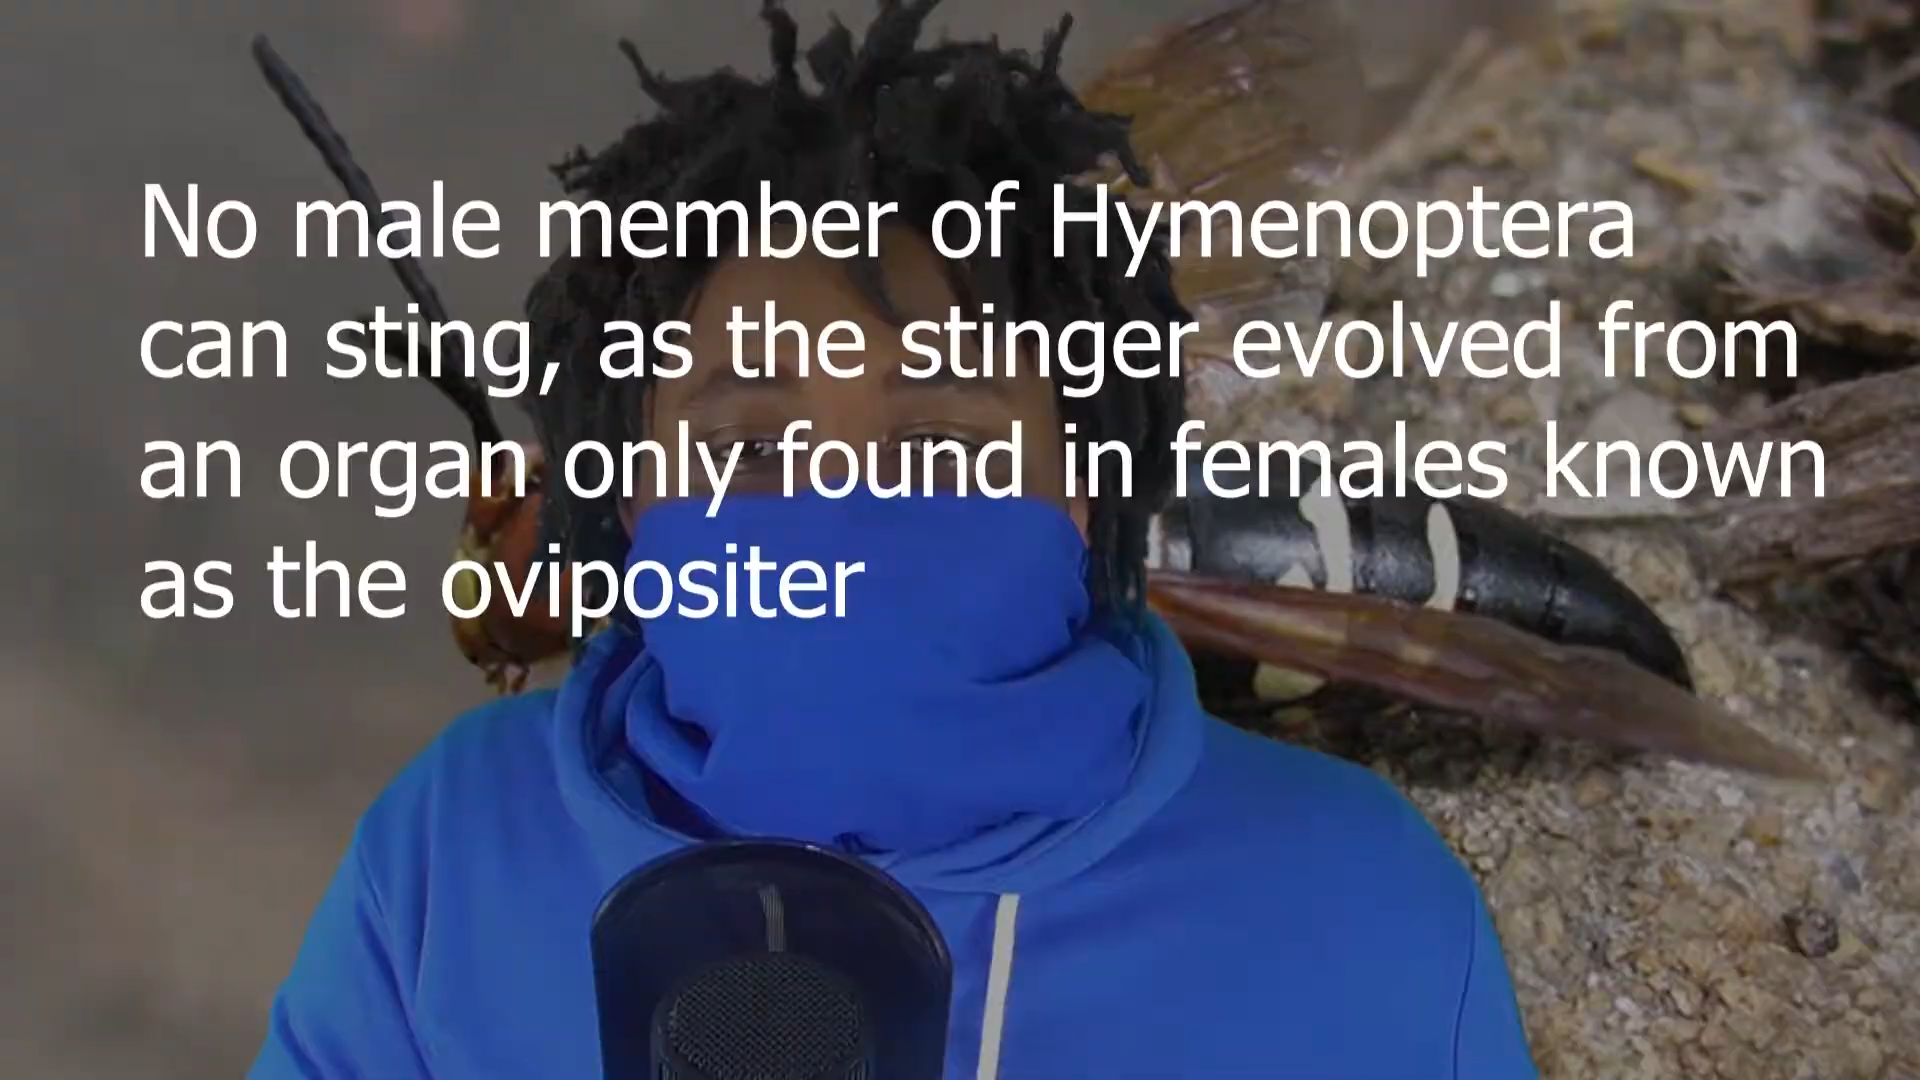 No male member of Hymenoptera
can sting, as the stinger evolved from
an organ only found in females known
as the ovipositer